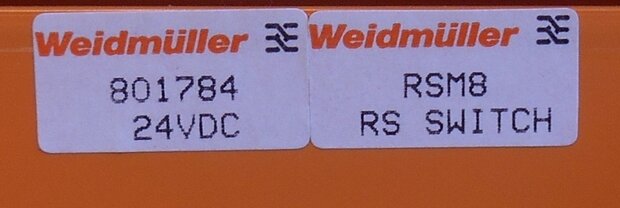 Weidmüller
801784
24VDC
Weidmüller
RSM8
RS SWITCH